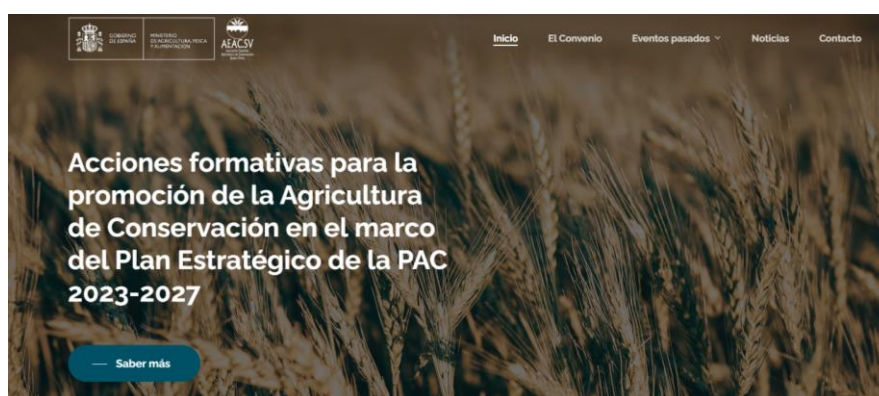 GOBIERNO
DE ESPAÑA
MINISTERIO
DE AGRICULTURA, PESCA
Y ALIMENTACIÓN
AEACSV
Inicio
El Convenio
Eventos pasados
Noticias
Contacto
Acciones formativas para la
promoción de la Agricultura
de Conservación en el marco
del Plan Estratégico de la PAC
2023-2027
Saber más